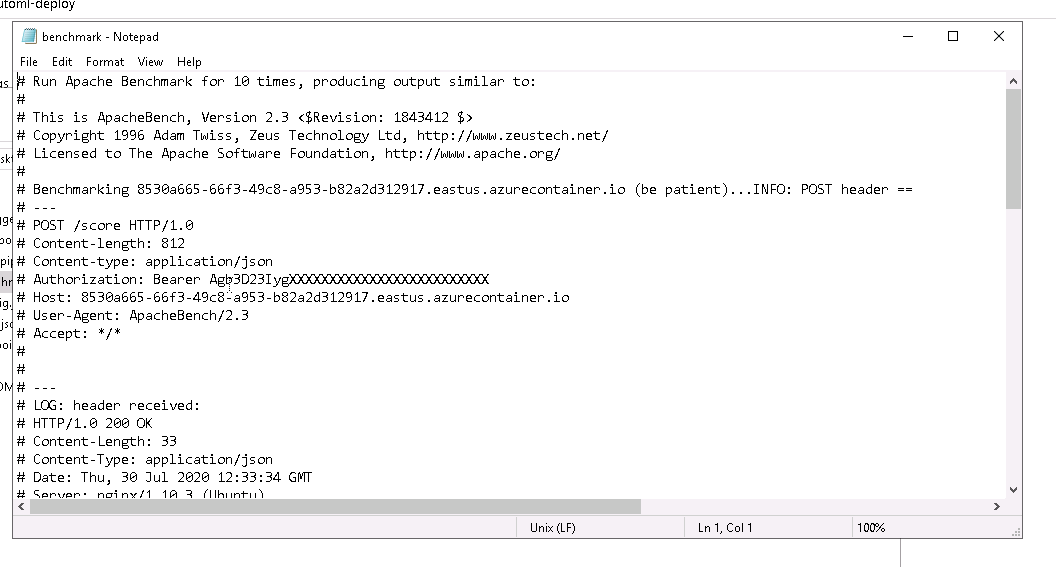 utoml-deploy
benchmark - Notepad
File Edit Format View Help
# Run Apache Benchmark for 10 times, producing output similar to:
#
# This is ApacheBench, Version 2.3 <$Revision: 1843412 $>
# Copyright 1996 Adam Twiss, Zeus Technology Ltd, http://www.zeustech.net/
# Licensed to The Apache Software Foundation, http://www.apache.org/
#
# Benchmarking 8530a665-66f3-49c8-a953-b82a2d312917.eastus.azurecontainer.io (be patient)...INFO: POST header ==
# ---
# POST /score HTTP/1.0
# Content-length: 812
# Content-type: application/json
# Authorization: Bearer Agb3D23IygXXXXXXXXXXXXXXXXXXXXXXXXX
# Host: 8530a665-66f3-49c8-a953-b82a2d312917.eastus.azurecontainer.io
# User-Agent: ApacheBench/2.3
# Accept: */*
#
#
# ---
# LOG: header received:
# HTTP/1.0 200 OK
# Content-Length: 33
# Content-Type: application/json
# Date: Thu, 30 Jul 2020 12:33:34 GMT
# Server: nginx/1.10.3 (Ubuntu)
Unix (LF) Ln 1, Col 1 100%